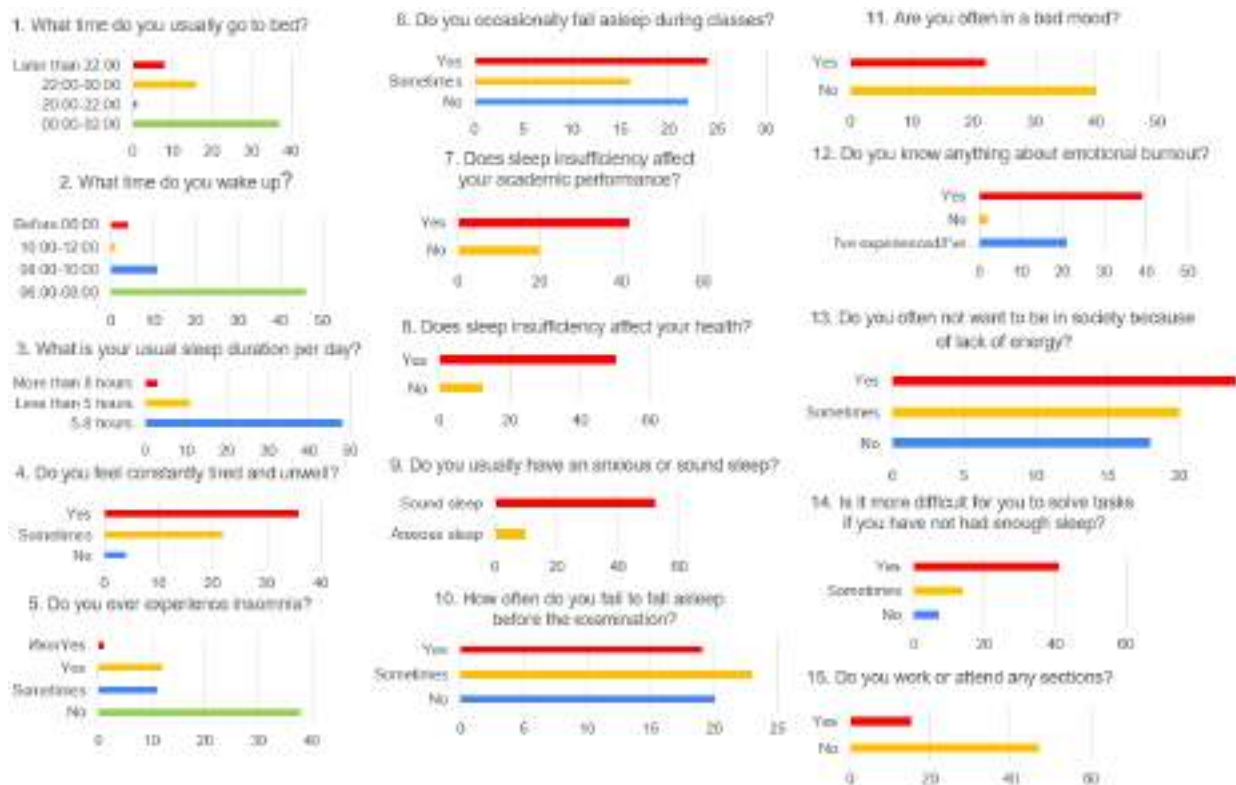 1. What time do you usually go to bed?
Later than 22:00
22:00-00:00
20:00-22:00
00:00-02:00
0 10 20 30 40
2. What time do you wake up?
Before 06:00
10:00-12:00
08:00-10:00
06:00-08:00
0 10 20 30 40 50
3. What is your usual sleep duration per day?
More than 8 hours
Less than 5 hours
5-8 hours
0 10 20 30 40 50
4. Do you feel constantly tired and unwell?
Yes
Sometimes
No
0 10 20 30 40
5. Do you ever experience insomnia?
Yes
Sometimes
No
0 10 20 30 40
6. Do you occasionally fall asleep during classes?
Yes
Sometimes
No
0 5 10 15 20 25 30
7. Does sleep insufficiency affect
your academic performance?
Yes
No
0 20 40 60
8. Does sleep insufficiency affect your health?
Yes
No
0 20 40 60
9. Do you usually have an anxious or sound sleep?
Sound sleep
Anxious sleep
0 20 40 60
10. How often do you fail to fall asleep
before the examination?
Yes
Sometimes
No
0 5 10 15 20 25
11. Are you often in a bad mood?
Yes
No
0 10 20 30 40 50
12. Do you know anything about emotional burnout?
Yes
No
I've experienced
0 10 20 30 40 50
13. Do you often not want to be in society because
of lack of energy?
Yes
Sometimes
No
0 5 10 15 20
14. Is it more difficult for you to solve tasks
if you have not had enough sleep?
Yes
Sometimes
No
0 20 40 60
15. Do you work or attend any sections?
Yes
No
0 20 40 60